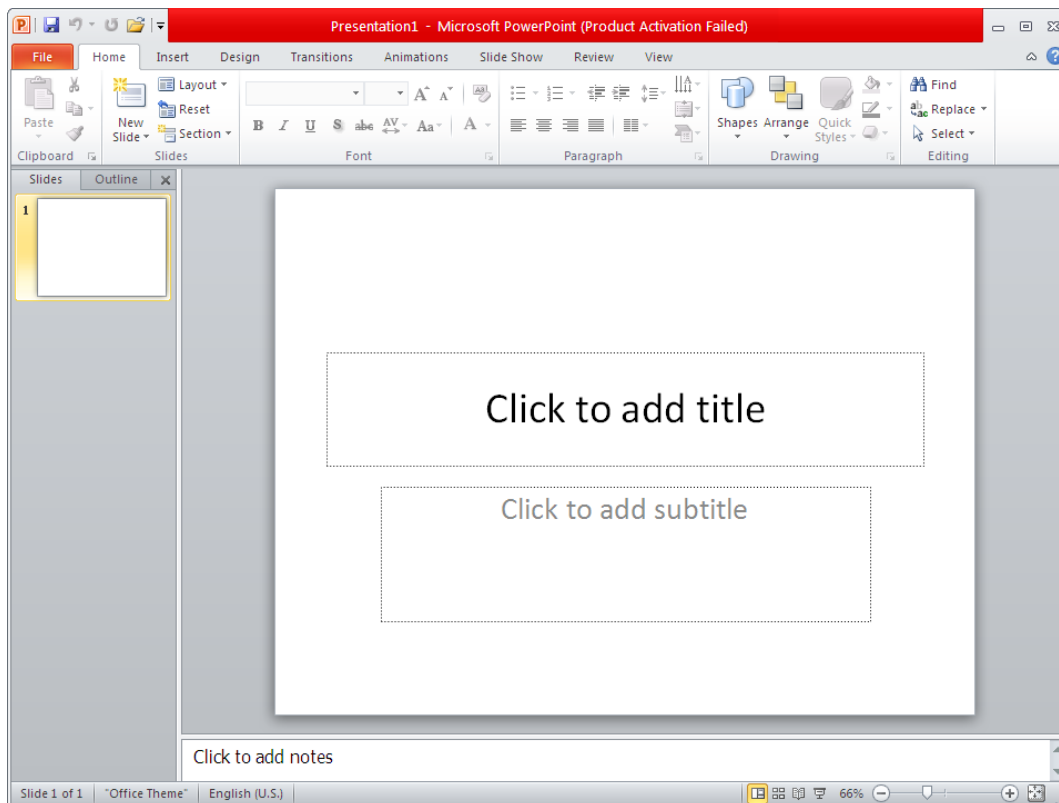 Presentation1 - Microsoft PowerPoint (Product Activation Failed)
File Home Insert Design Transitions Animations Slide Show Review View
Paste
Clipboard
New Slide
Layout
Reset
Section
Slides
B I U S abc AV Aa A
Font
Paragraph
Shapes Arrange Quick Styles
Drawing
Find
Replace
Select
Editing
Slides Outline
1
Click to add title
Click to add subtitle
Click to add notes
Slide 1 of 1 "Office Theme" English (U.S.) 66%